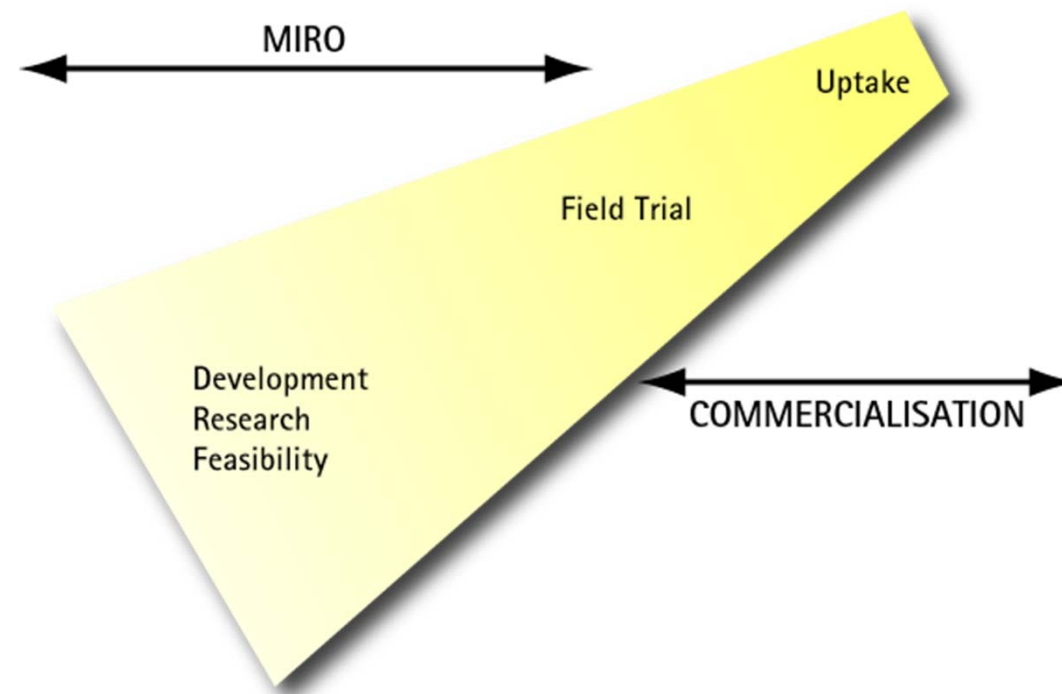 MIRO
Uptake
Field Trial
Development
Research
Feasibility
COMMERCIALISATION